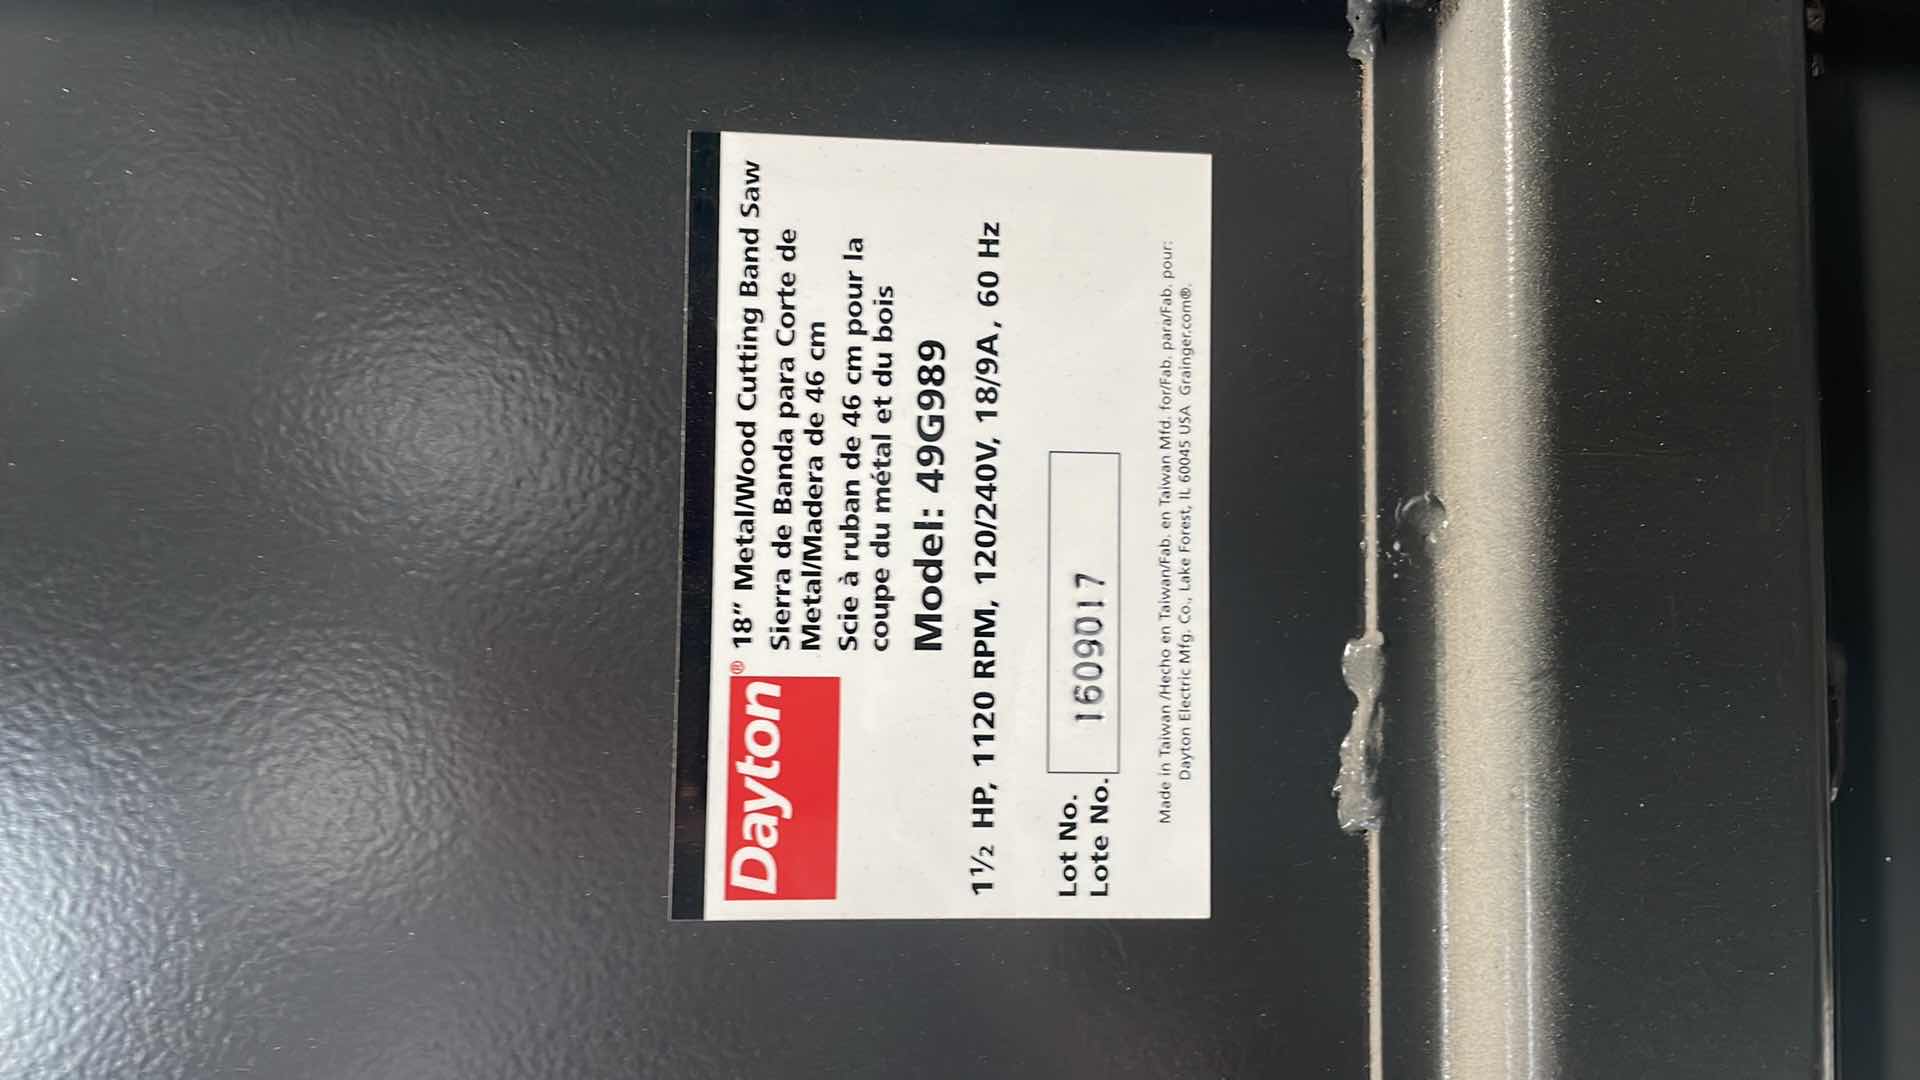 Dayton®
18” Metal/Wood Cutting Band Saw
Sierra de Banda para Corte de
Metal/Madera de 46 cm
Scie à ruban de 46 cm pour la
coupe du métal et du bois
Model: 49G989
1½ HP, 1120 RPM, 120/240V, 18/9A, 60 Hz
Lot No.
Lote No.
1609017
Made in Taiwan /Hecho en Taiwan/Fab. en Taiwan Mfd. for/Fab. para/Fab. pour:
Dayton Electric Mfg. Co., Lake Forest, IL 60045 USA Grainger.com®.